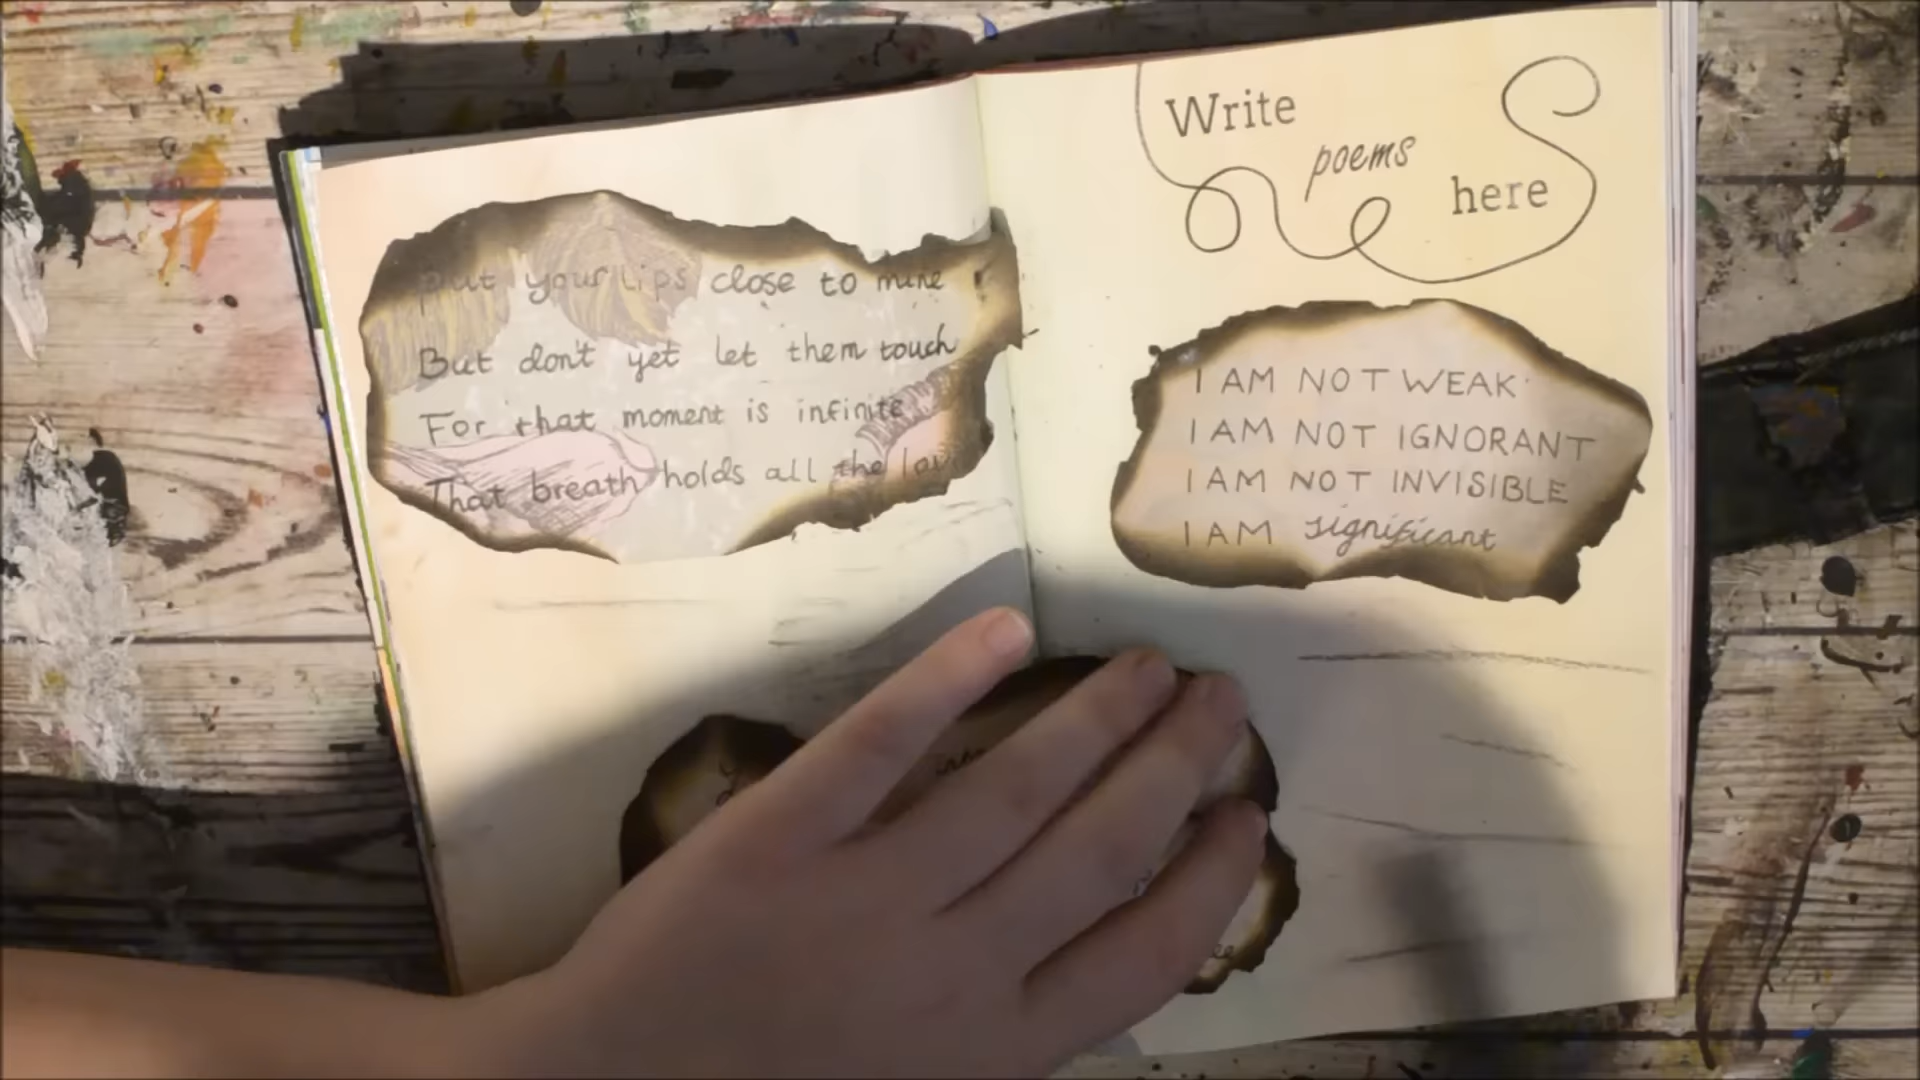 Put your lips close to mine
But don't yet let them touch
For that moment is infinite
That breath holds all the
Write
poems
here
I AM NOT WEAK
I AM NOT IGNORANT
I AM NOT INVISIBLE
I AM significant